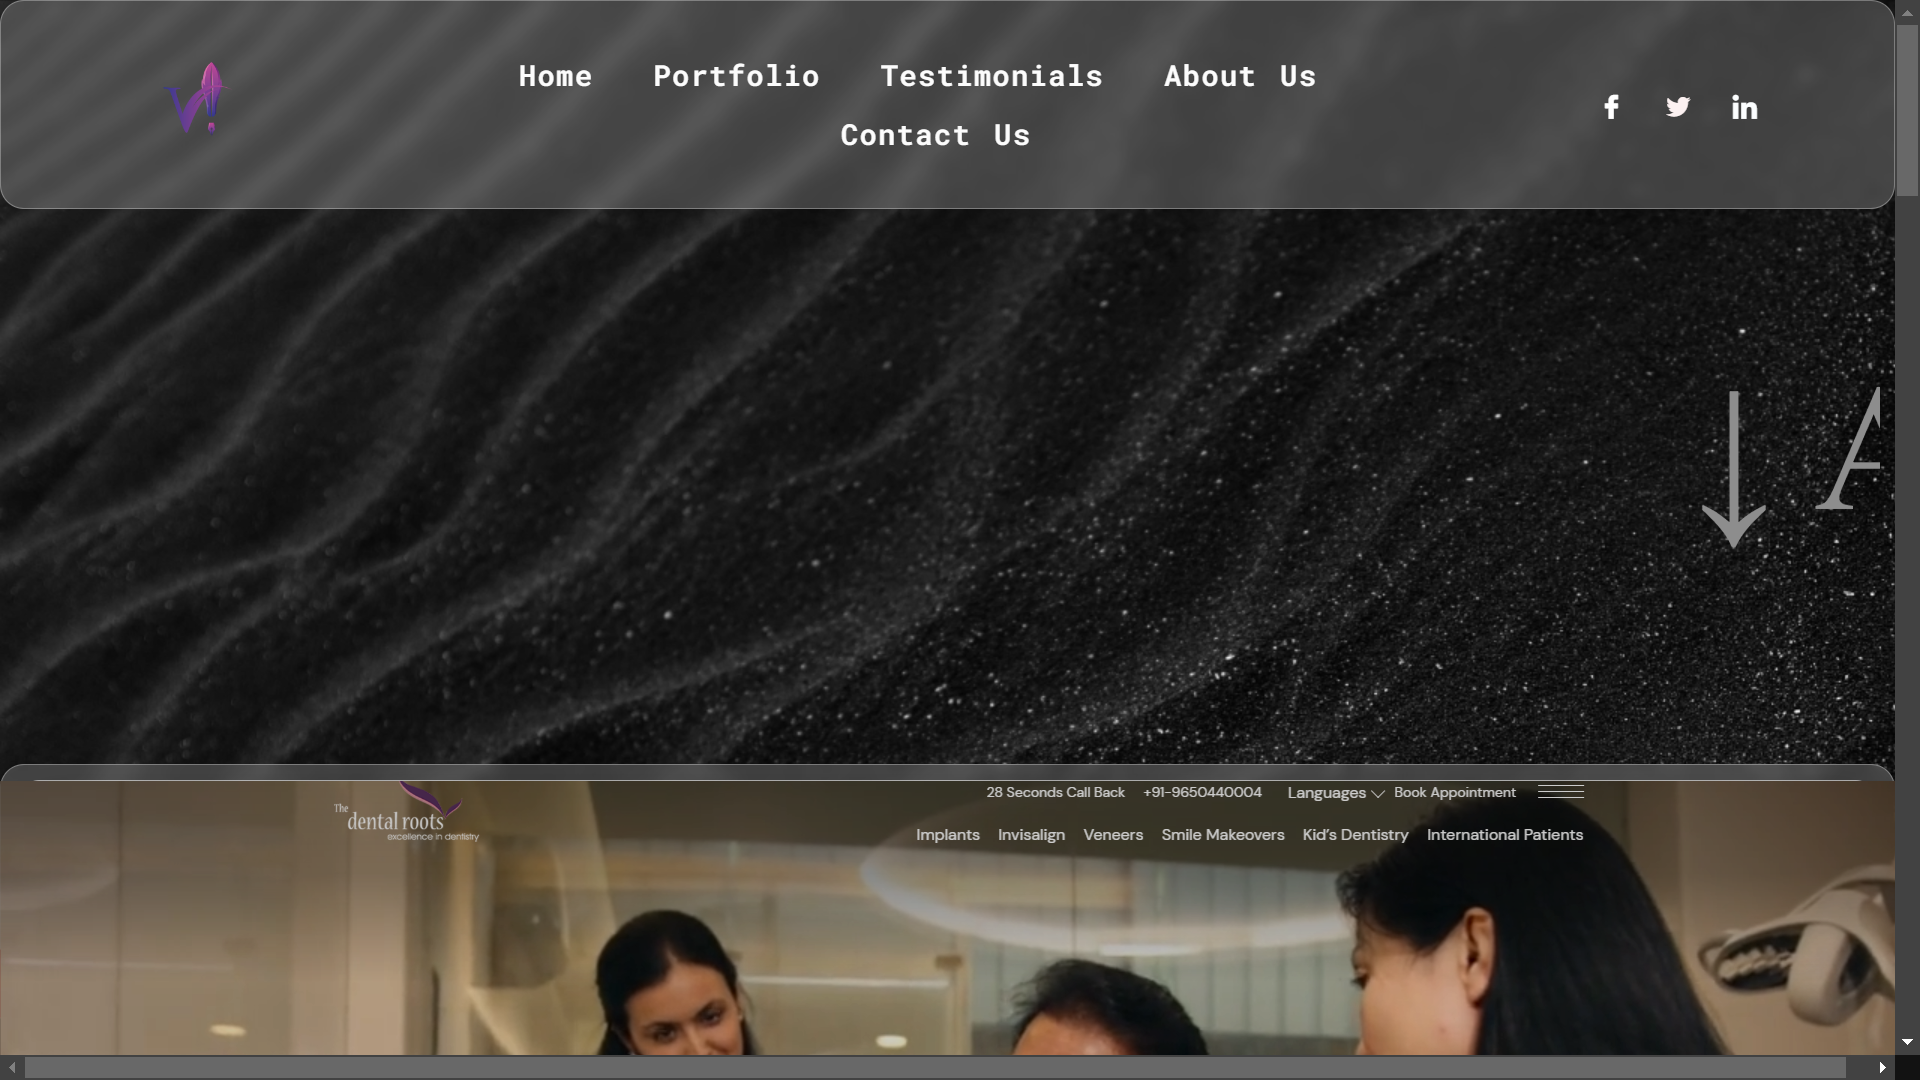 Home Portfolio Testimonials About Us
Contact Us
↓ A
28 Seconds Call Back +91-9650440004 Languages Book Appointment
The
dental roots
excellence in dentistry
Implants Invisalign Veneers Smile Makeovers Kid's Dentistry International Patients